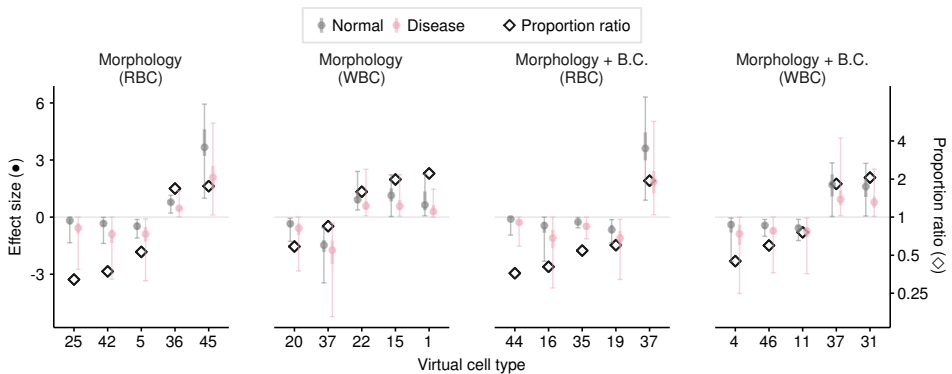 Normal Disease Proportion ratio
Morphology (RBC)
Morphology (WBC)
Morphology + B.C. (RBC)
Morphology + B.C. (WBC)
Effect size (●)
6
3
0
-3
Proportion ratio (◇)
4
2
1
0.5
0.25
25 42 5 36 45
20 37 22 15 1
44 16 35 19 37
4 46 11 37 31
Virtual cell type